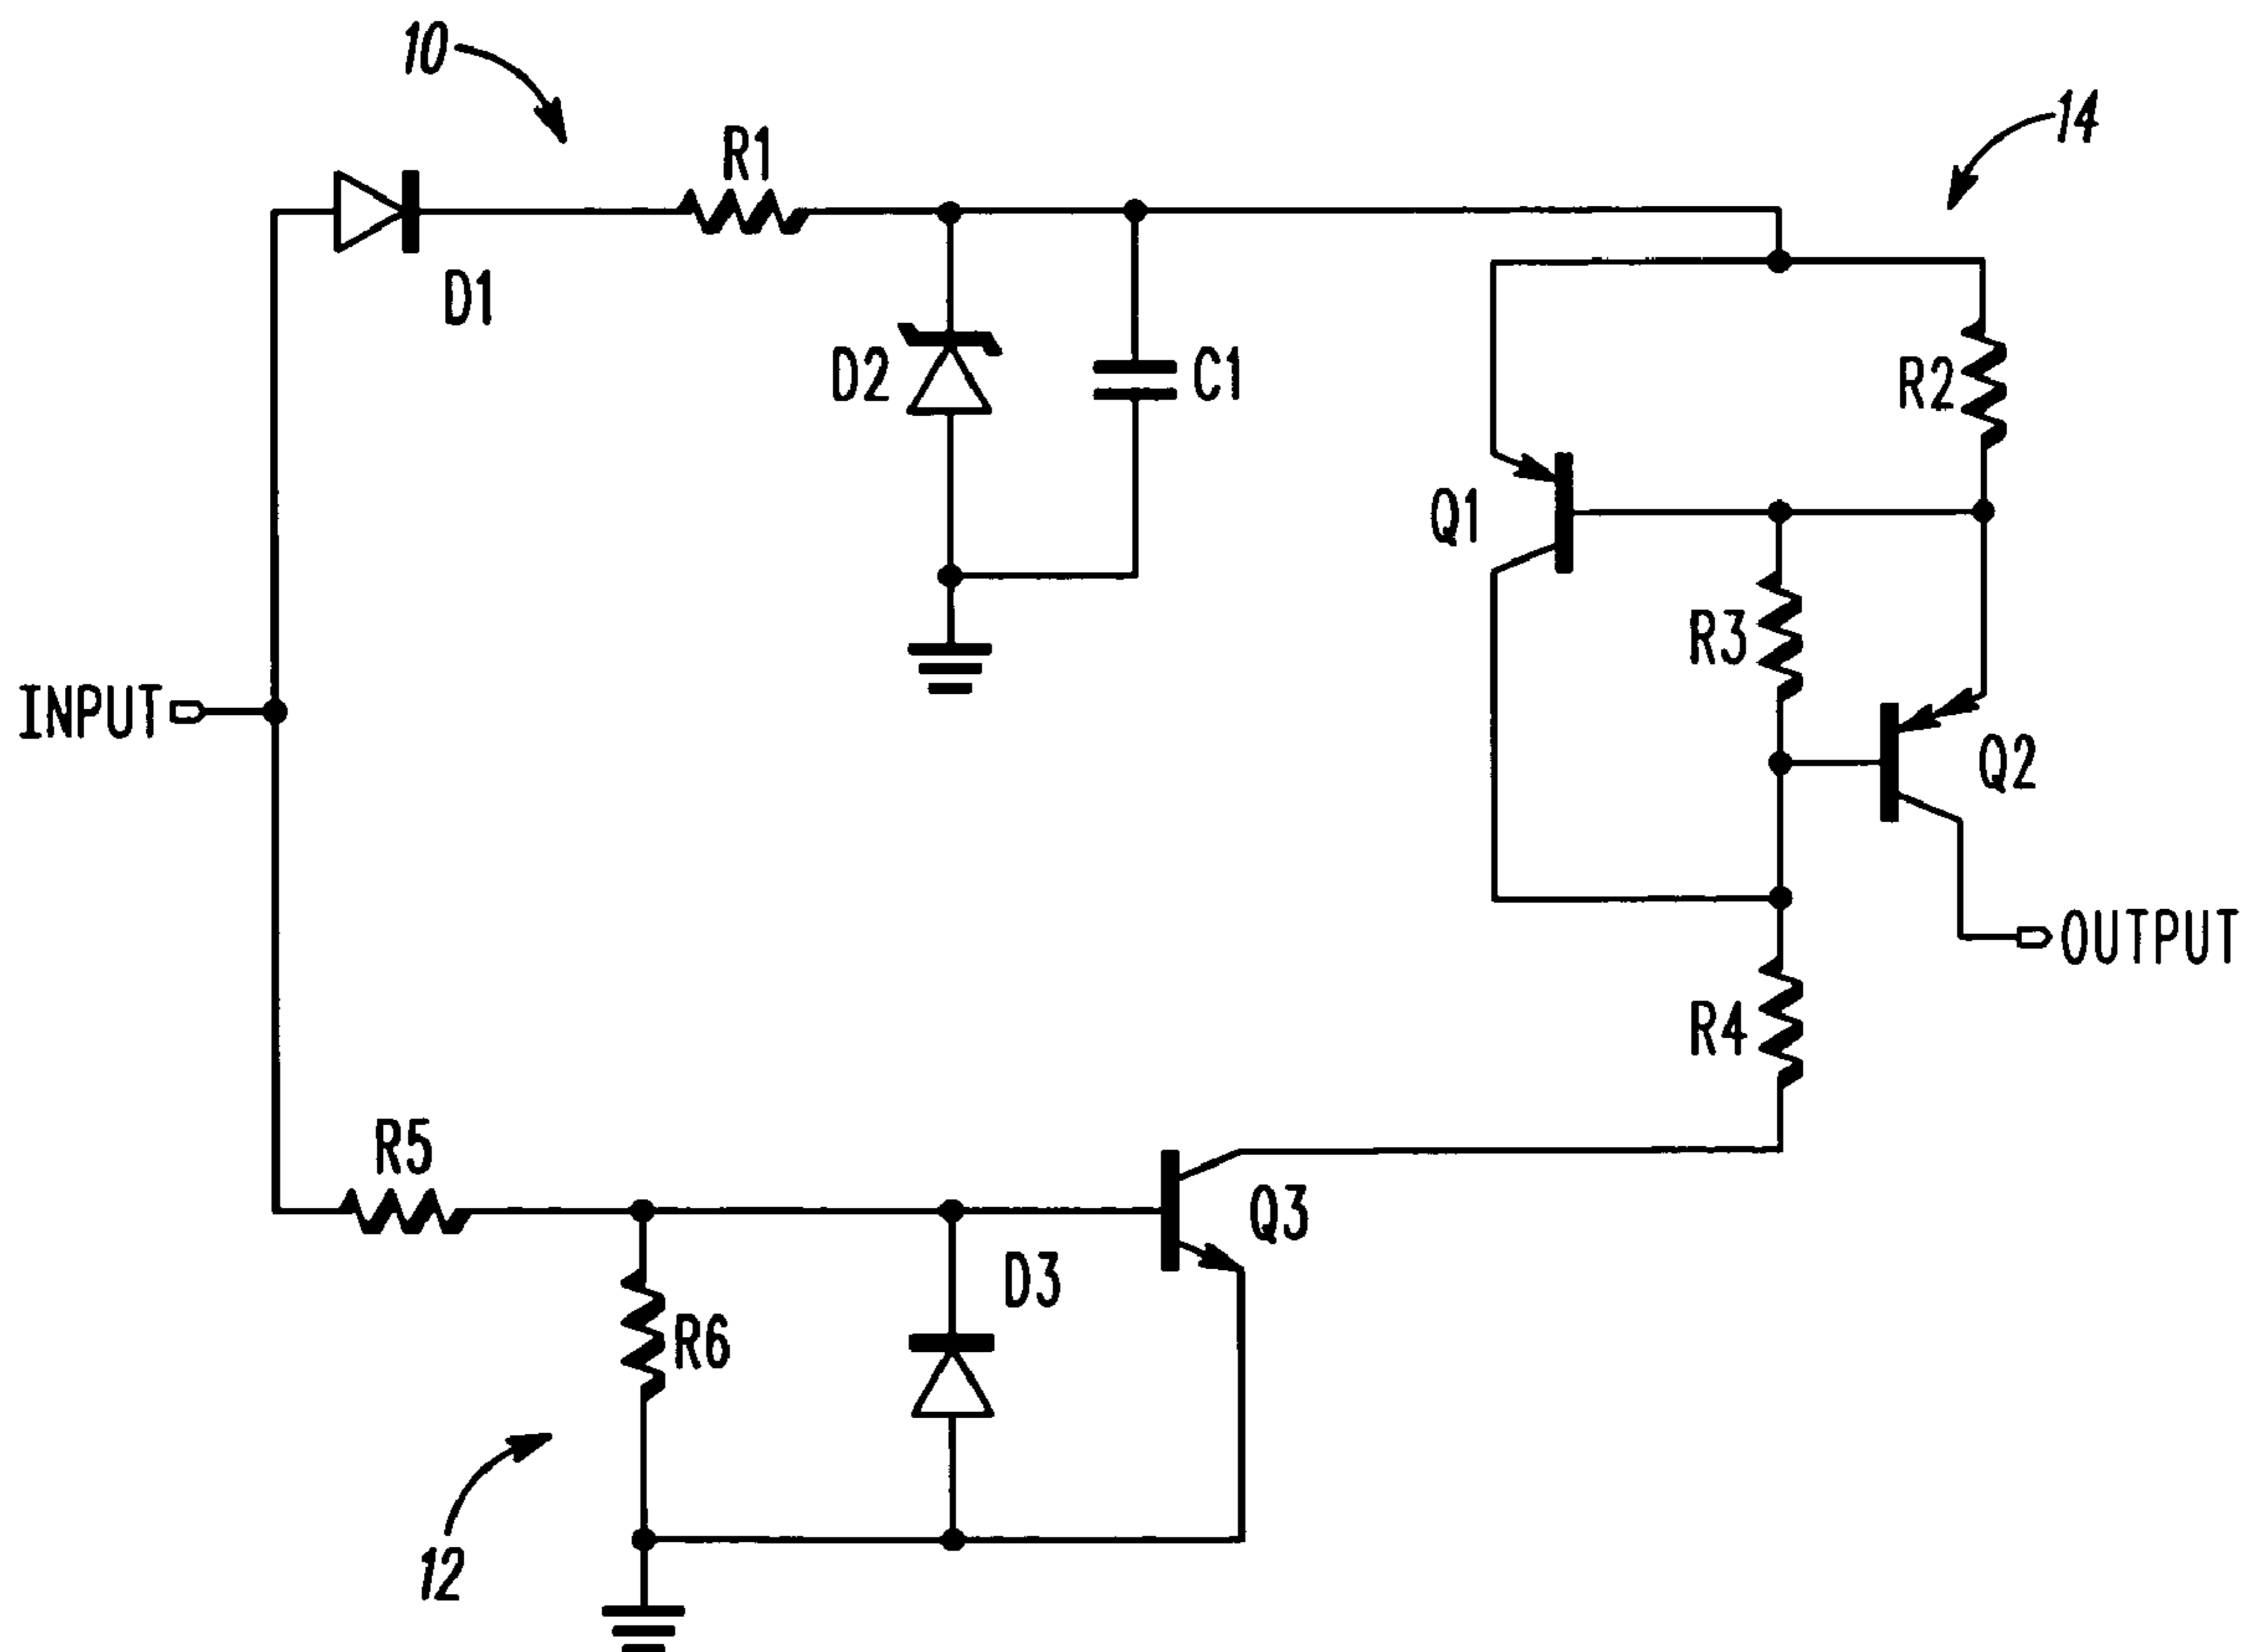 10
14
R1
D1
D2
C1
R2
Q1
R3
INPUT
Q2
OUTPUT
R4
R5
Q3
D3
R6
12